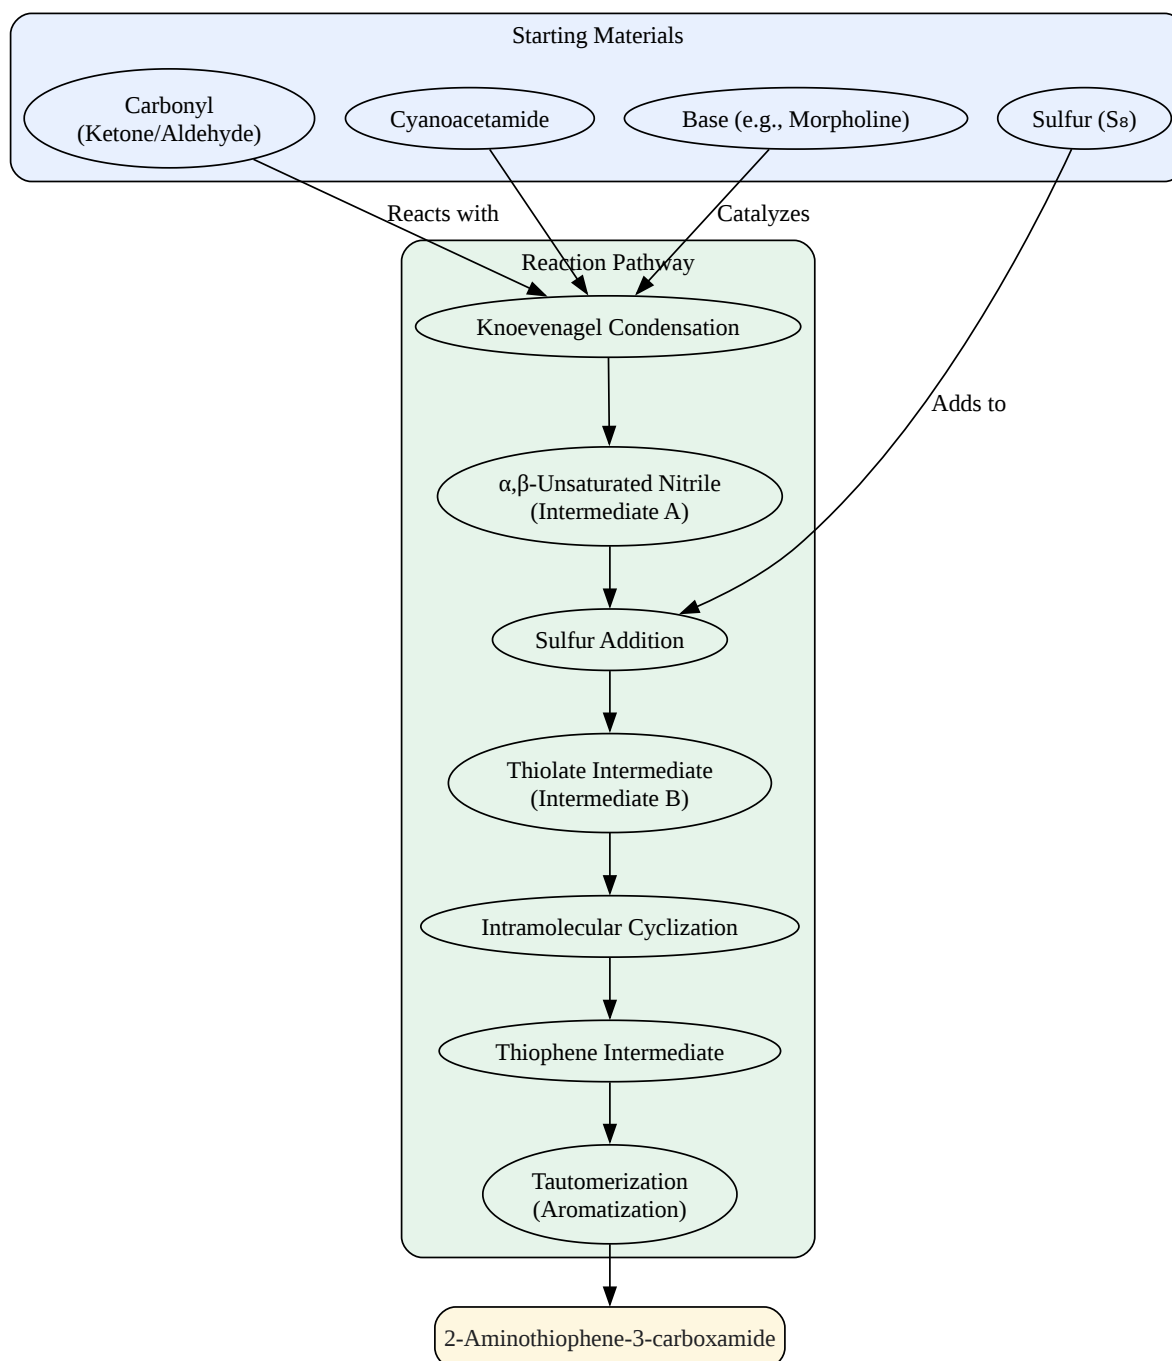 Starting Materials
Carbonyl
(Ketone/Aldehyde)
Cyanoacetamide
Base (e.g., Morpholine)
Sulfur (S₈)
Reacts with
Catalyzes
Reaction Pathway
Knoevenagel Condensation
Adds to
α,β-Unsaturated Nitrile
(Intermediate A)
Sulfur Addition
Thiolate Intermediate
(Intermediate B)
Intramolecular Cyclization
Thiophene Intermediate
Tautomerization
(Aromatization)
2-Aminothiophene-3-carboxamide